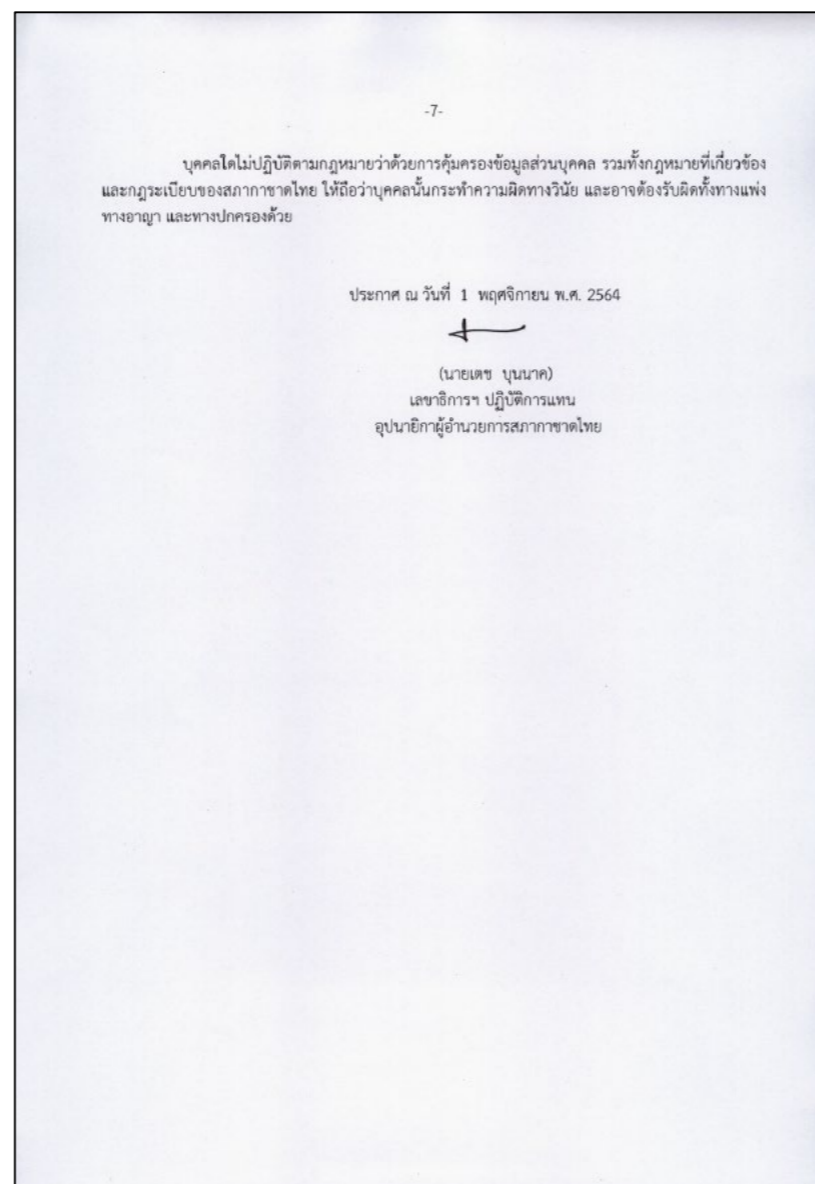 -7-
บุคคลใดไม่ปฏิบัติตามกฎหมายว่าด้วยการคุ้มครองข้อมูลส่วนบุคคล รวมทั้งกฎหมายที่เกี่ยวข้อง
และกฎระเบียบของสภากาชาดไทย ให้ถือว่าบุคคลนั้นกระทำความผิดทางวินัย และอาจต้องรับผิดทั้งทางแพ่ง
ทางอาญา และทางปกครองด้วย
ประกาศ ณ วันที่ 1 พฤศจิกายน พ.ศ. 2564
(นายเตช บุนนาค)
เลขาธิการฯ ปฏิบัติการแทน
อุปนายิกาผู้อำนวยการสภากาชาดไทย